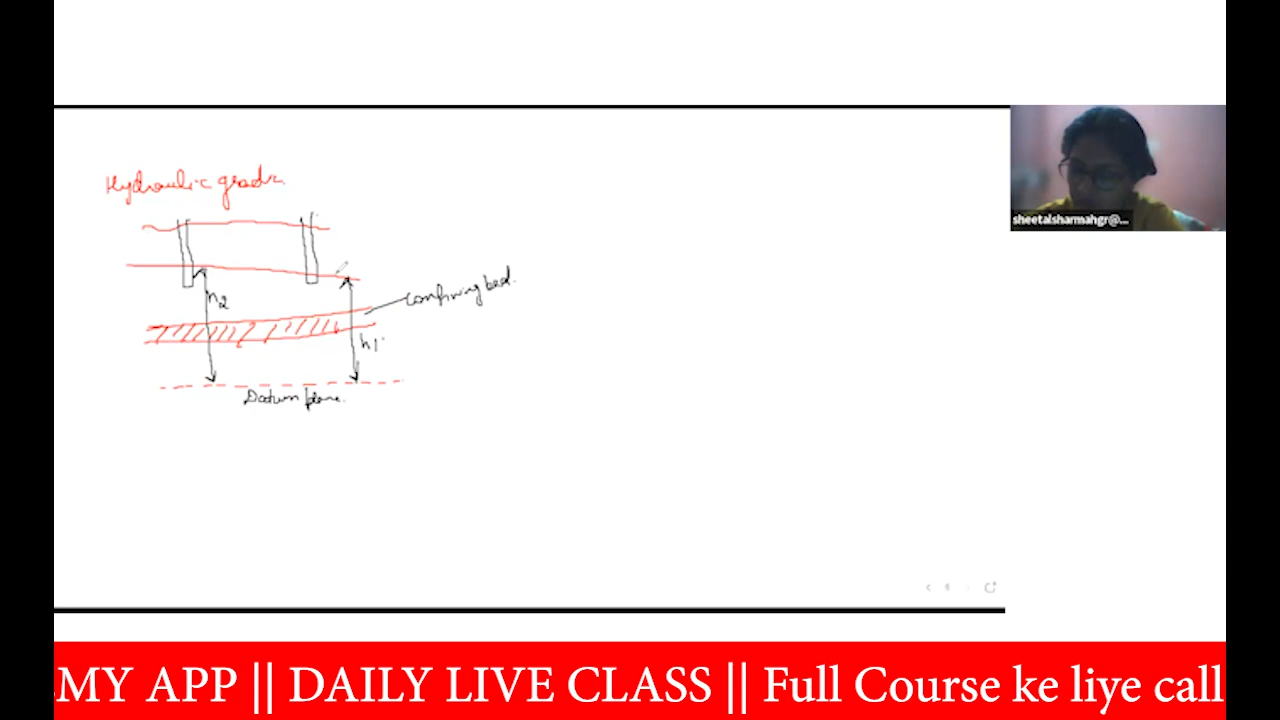 Hydraulic gradi
sheetalsharmahgr@...
h2
confining bed.
h1.
Datum plane.
MY APP || DAILY LIVE CLASS || Full Course ke liye call